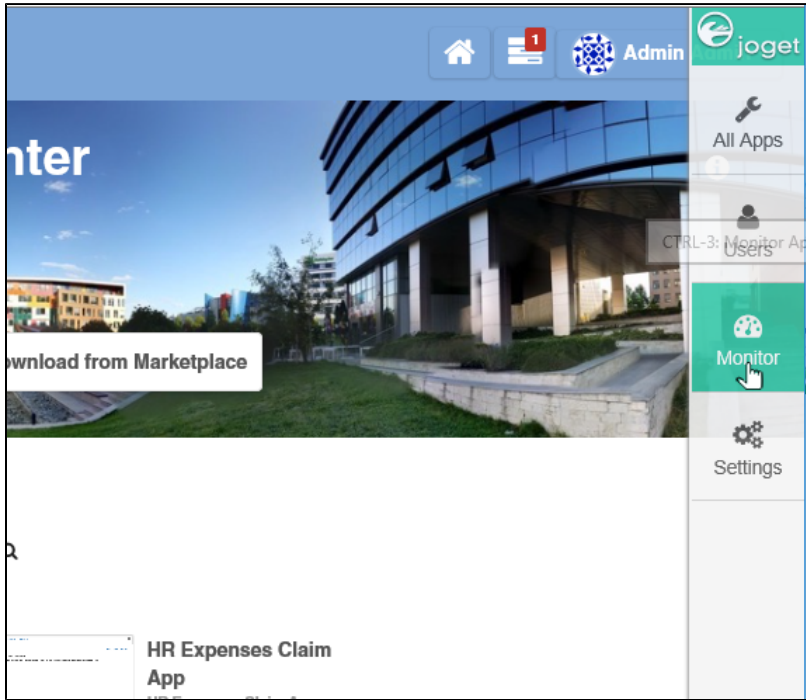 1
Admin Admin
joget
All Apps
nter
CTRL-3: Monitor Ap
Users
Monitor
ownload from Marketplace
Settings
HR Expenses Claim
App